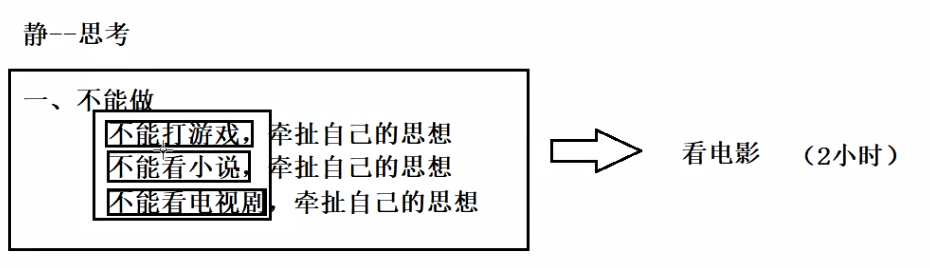 静--思考
一、不能做
不能打游戏，牵扯自己的思想
不能看小说，牵扯自己的思想
不能看电视剧，牵扯自己的思想
看电影 （2小时）